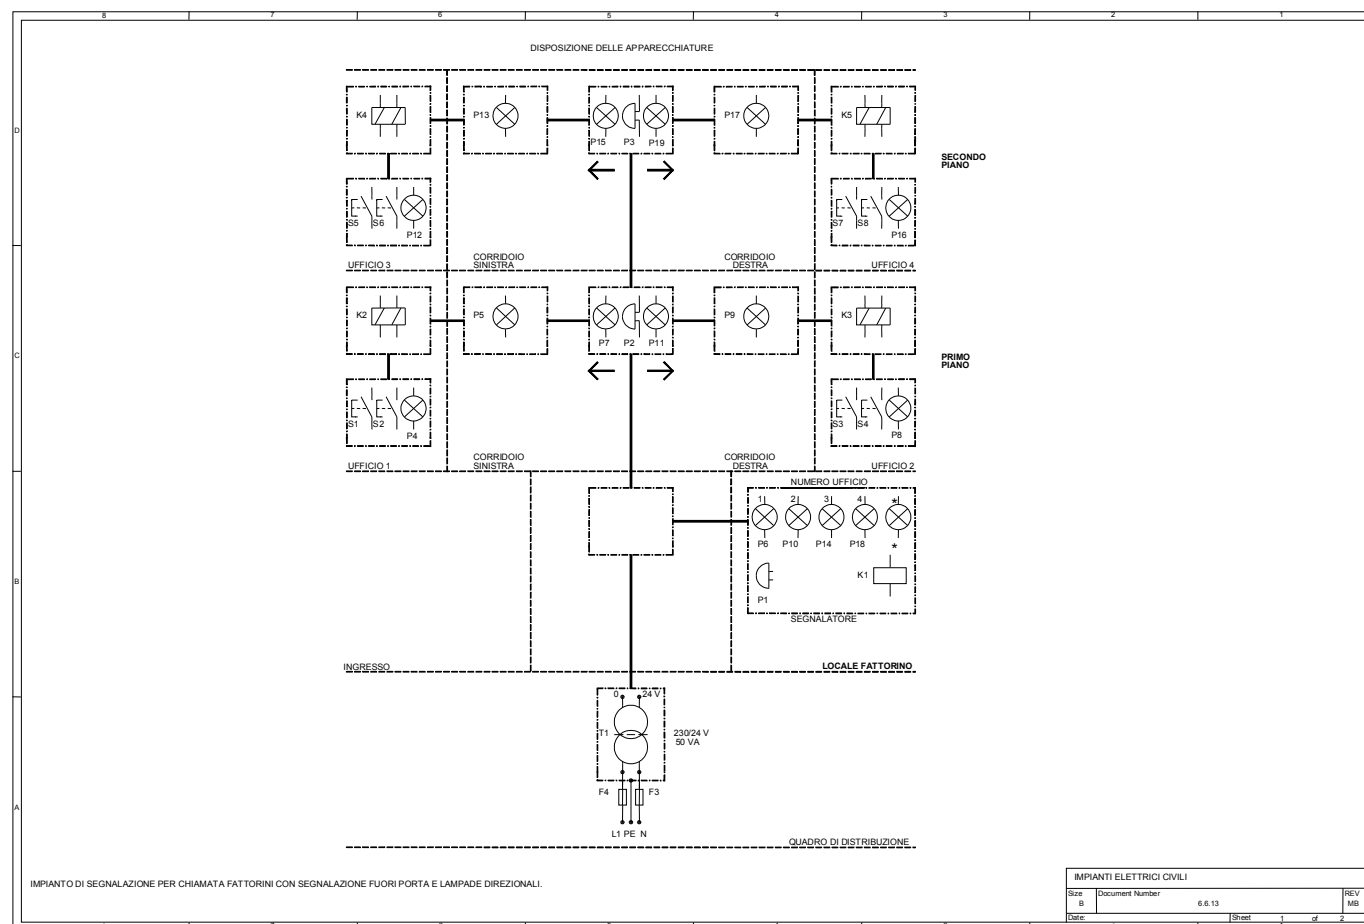 8 7 6 5 4 3 2 1
DISPOSIZIONE DELLE APPARECCHIATURE
D
K4 P13 P15 P3 P19 P17 K5
SECONDO
PIANO
S5 S6 P12 S7 S8 P16
UFFICIO 3 CORRIDOIO SINISTRA CORRIDOIO DESTRA UFFICIO 4
C
K2 P5 P7 P2 P11 P9 K3
PRIMO
PIANO
S1 S2 P4 S3 S4 P8
UFFICIO 1 CORRIDOIO SINISTRA CORRIDOIO DESTRA UFFICIO 2
NUMERO UFFICIO
1 2 3 4 *
P6 P10 P14 P18 *
B
P1 K1
SEGNALATORE
INGRESSO LOCALE FATTORINO
0 24 V
T1 230/24 V
50 VA
F4 F3
A
L1 PE N
QUADRO DI DISTRIBUZIONE
IMPIANTO DI SEGNALAZIONE PER CHIAMATA FATTORINI CON SEGNALAZIONE FUORI PORTA E LAMPADE DIREZIONALI.
IMPIANTI ELETTRICI CIVILI
Size Document Number REV
B 6.6.13 MB
Date: Sheet 1 of 2